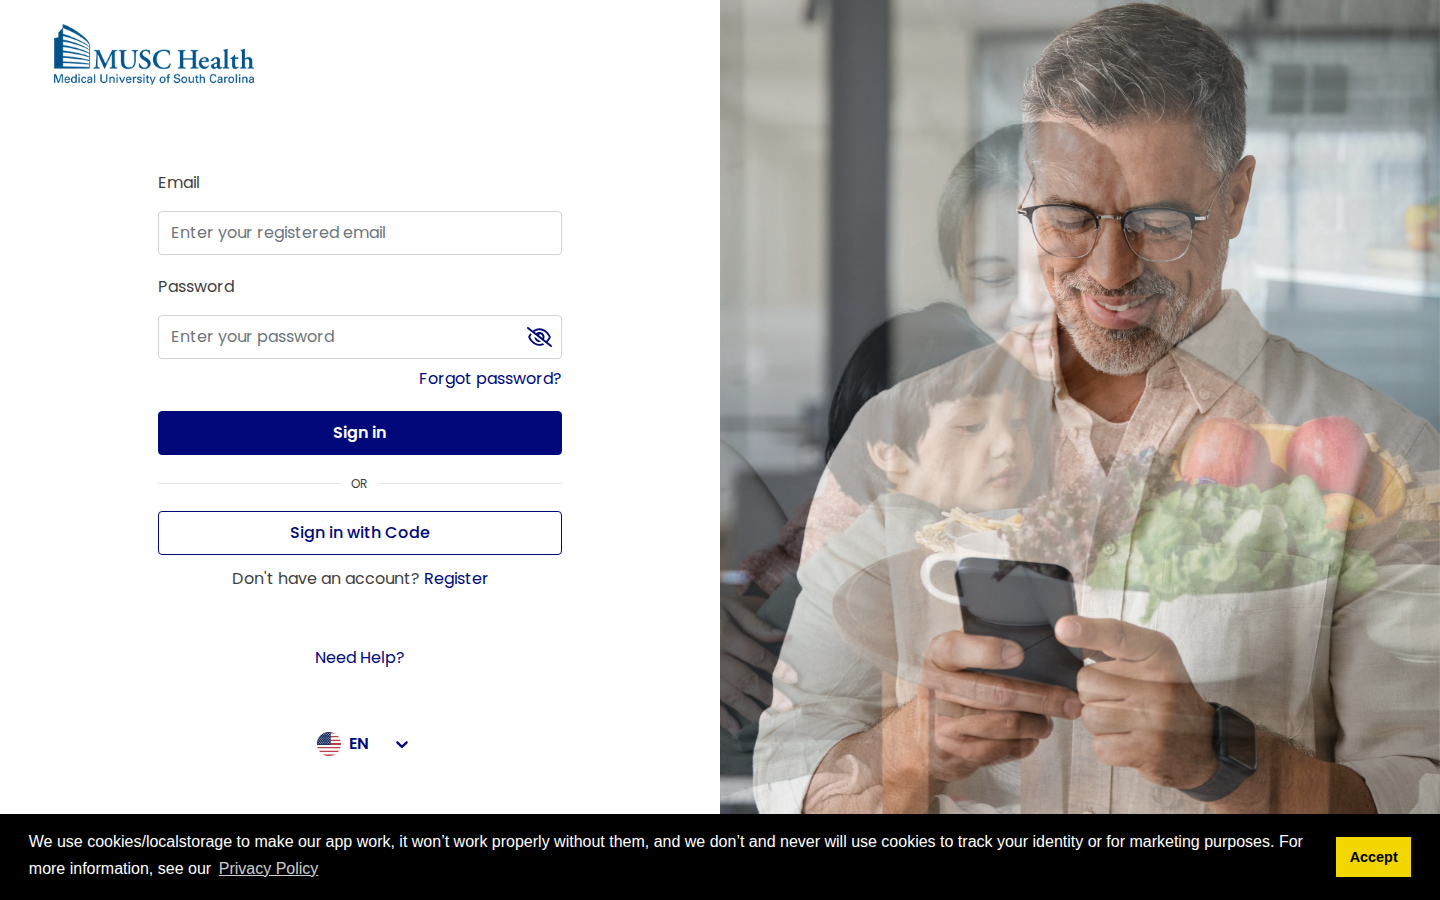 MUSC Health
Medical University of South Carolina
Email
Enter your registered email
Password
Enter your password
Forgot password?
Sign in
OR
Sign in with Code
Don't have an account? Register
Need Help?
EN
We use cookies/localstorage to make our app work, it won’t work properly without them, and we don’t and never will use cookies to track your identity or for marketing purposes. For
more information, see our Privacy Policy
Accept